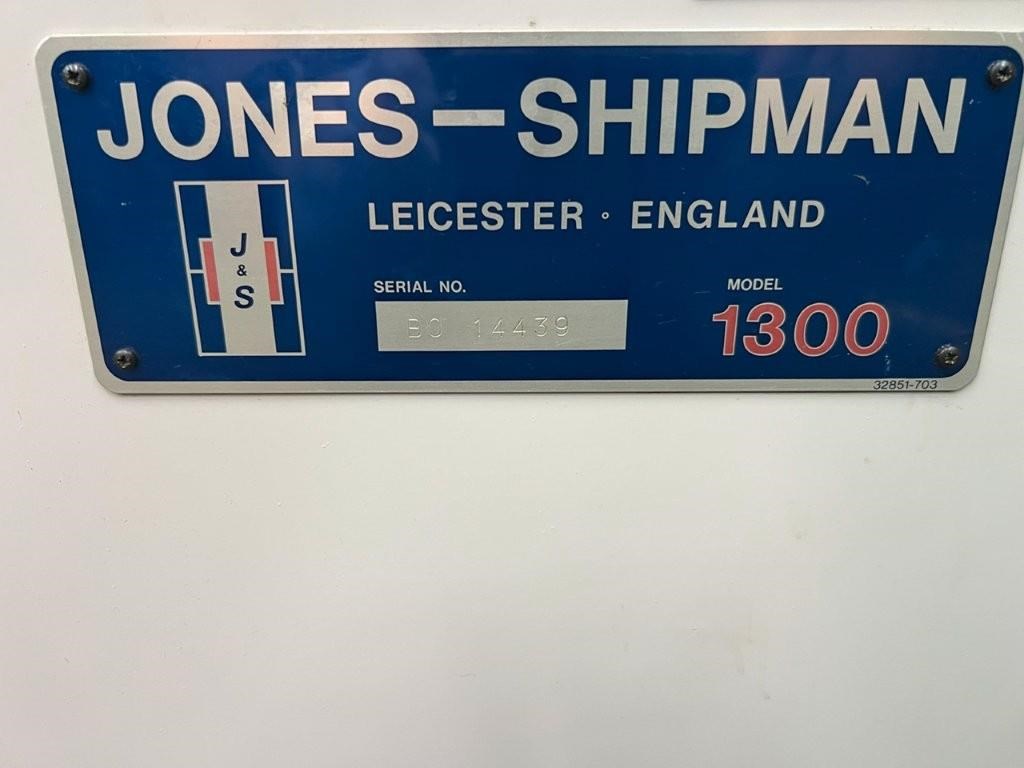 JONES—SHIPMAN
LEICESTER ∘ ENGLAND
J
&
S
SERIAL NO.
BO 14439
MODEL
1300
32851-703